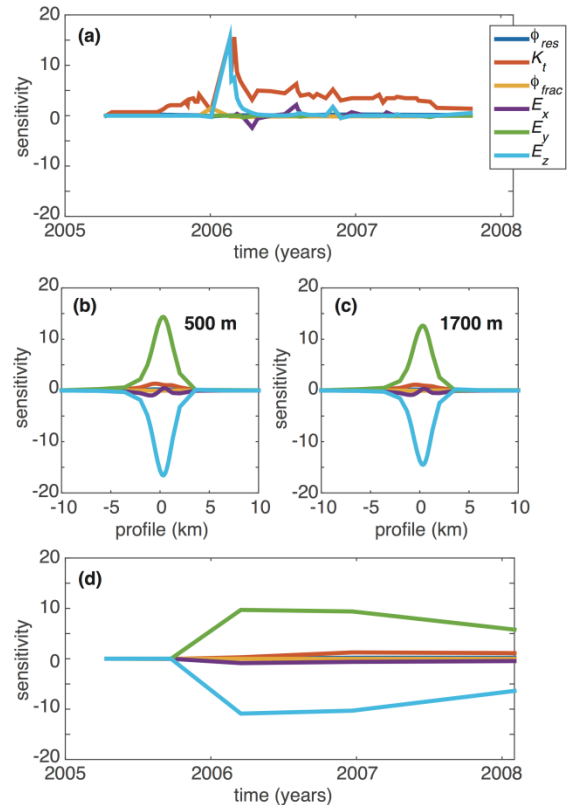 20
(a)
10
0
10
20
sensitivity
2005
2006
2007
2008
time (years)
ϕres
Kt
ϕfrac
Ex
Ey
Ez
20
(b)
500 m
10
0
-10
-20
sensitivity
-10
-5
0
5
10
profile (km)
20
(c)
1700 m
10
0
-10
-20
sensitivity
-10
-5
0
5
10
profile (km)
20
(d)
10
0
-10
-20
sensitivity
2005
2006
2007
2008
time (years)